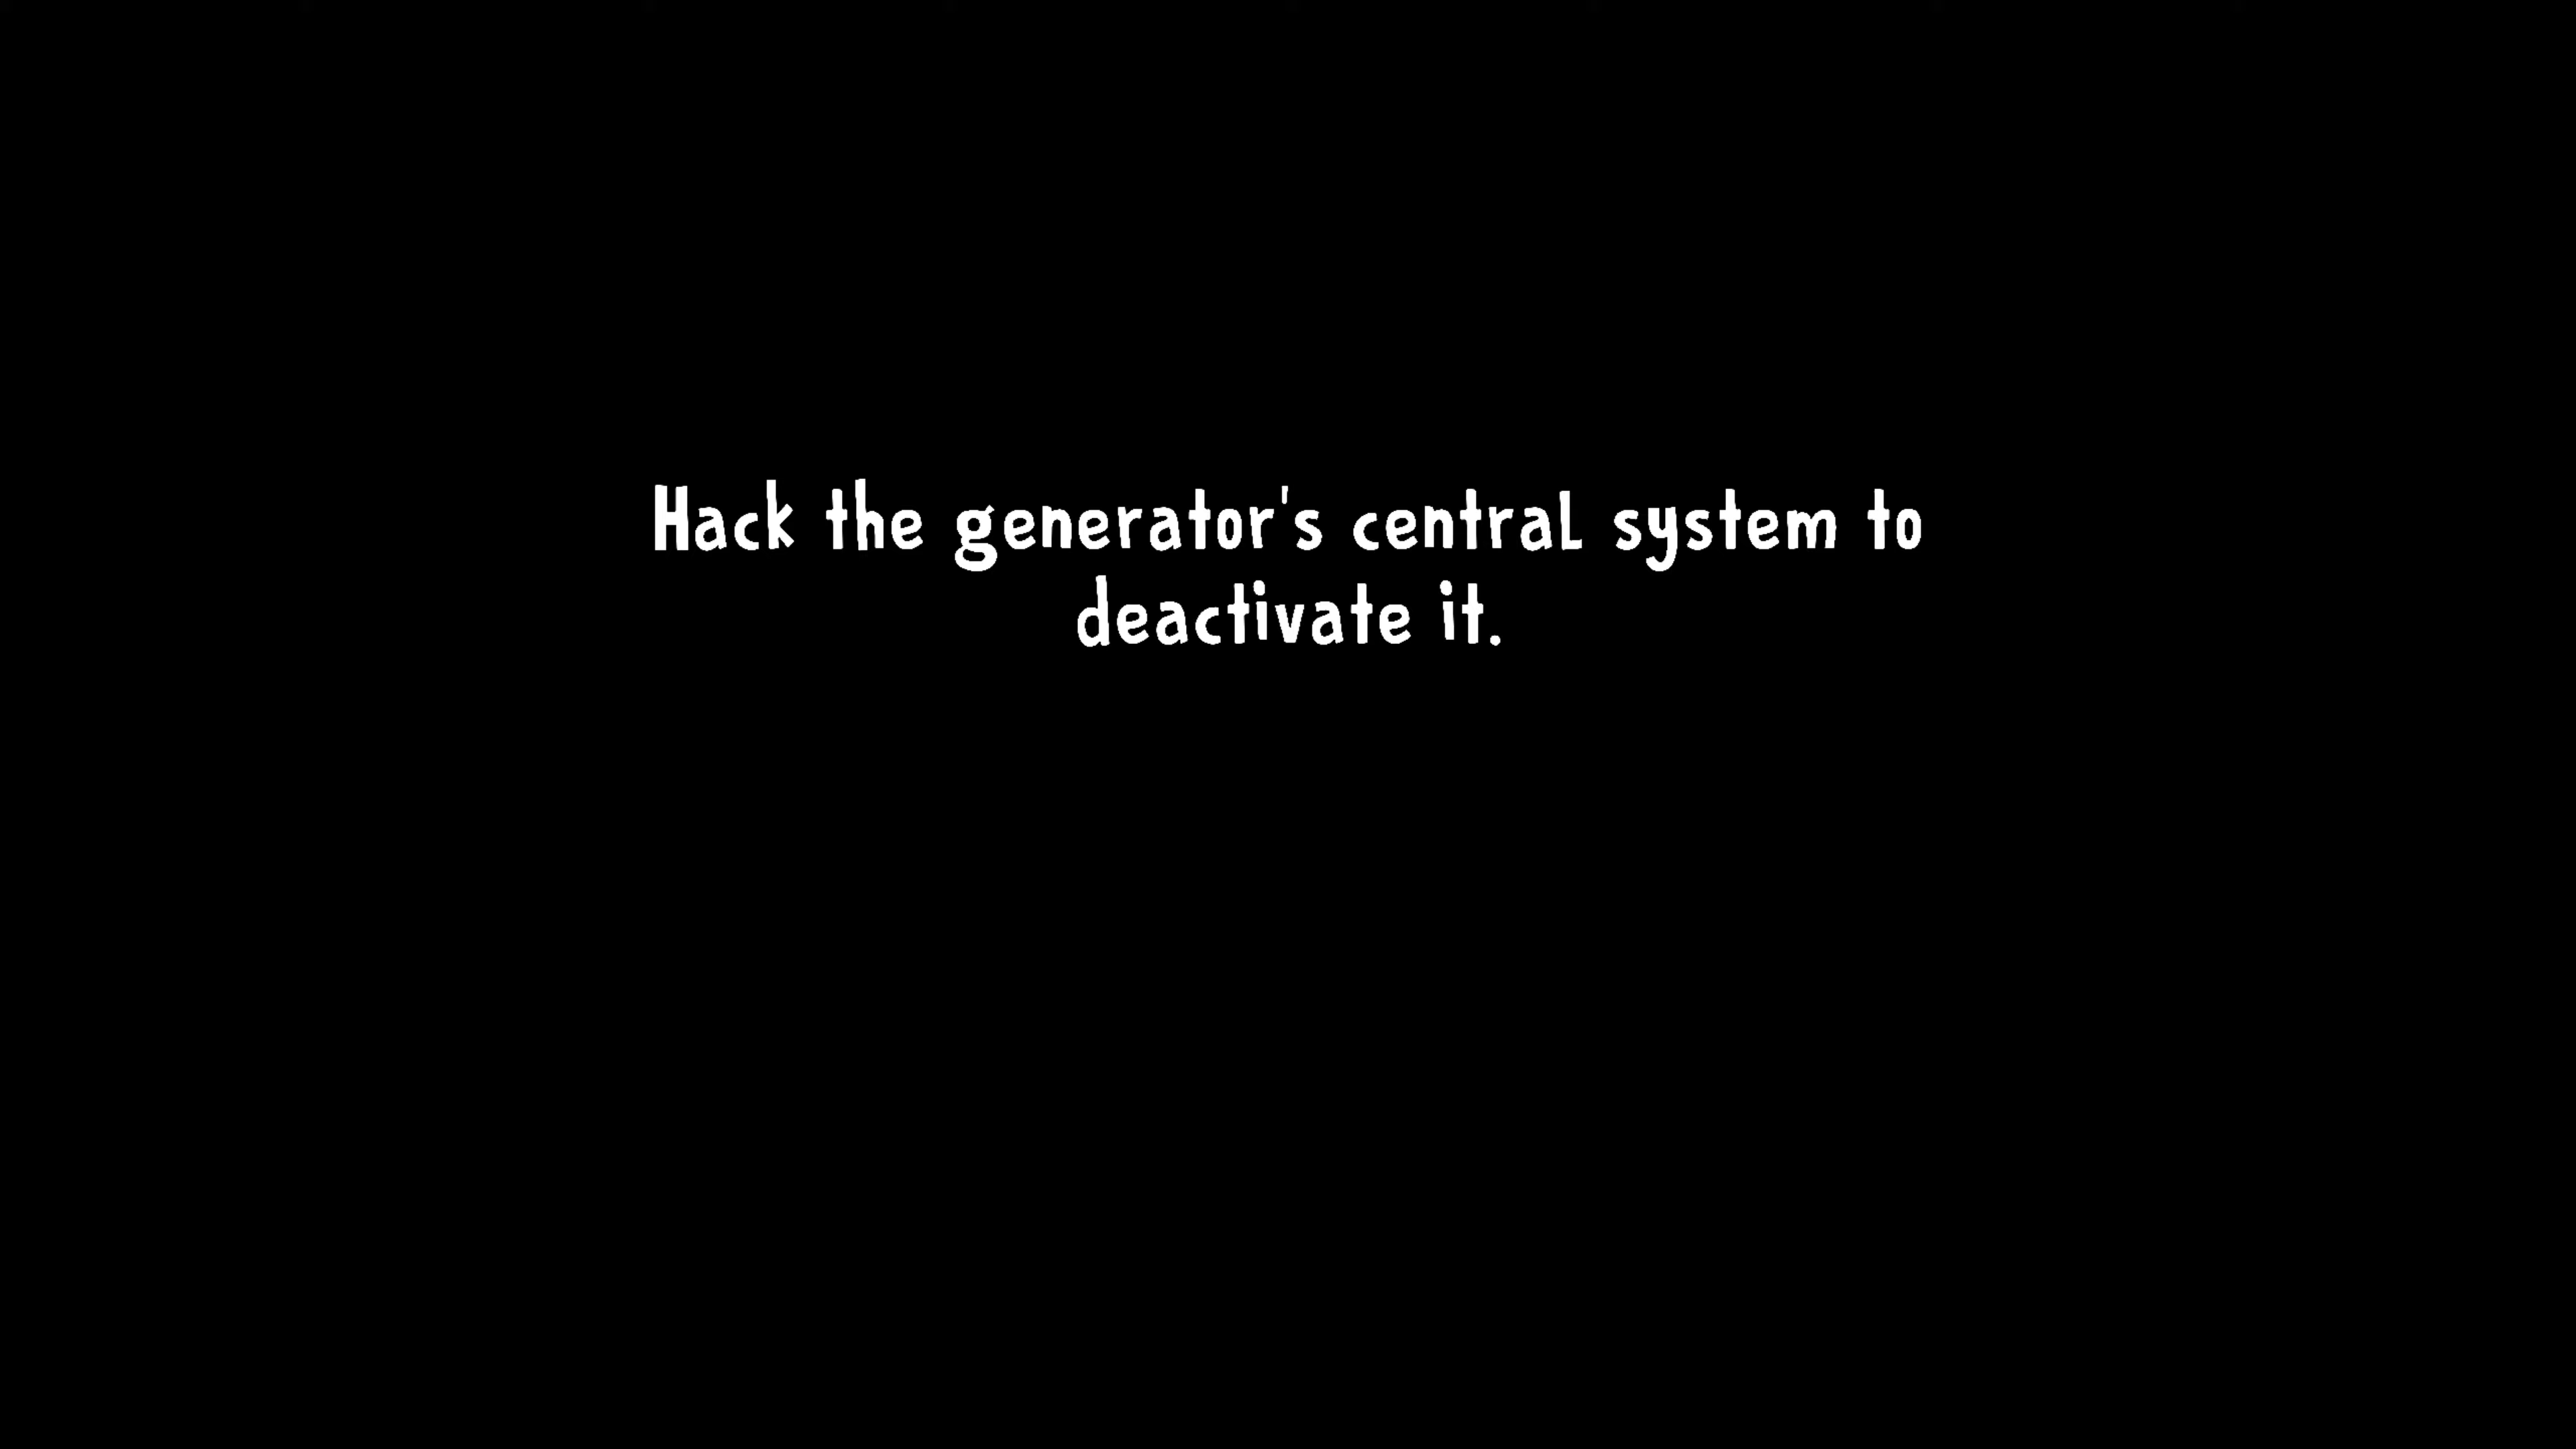 Hack the generator's central system to
deactivate it.